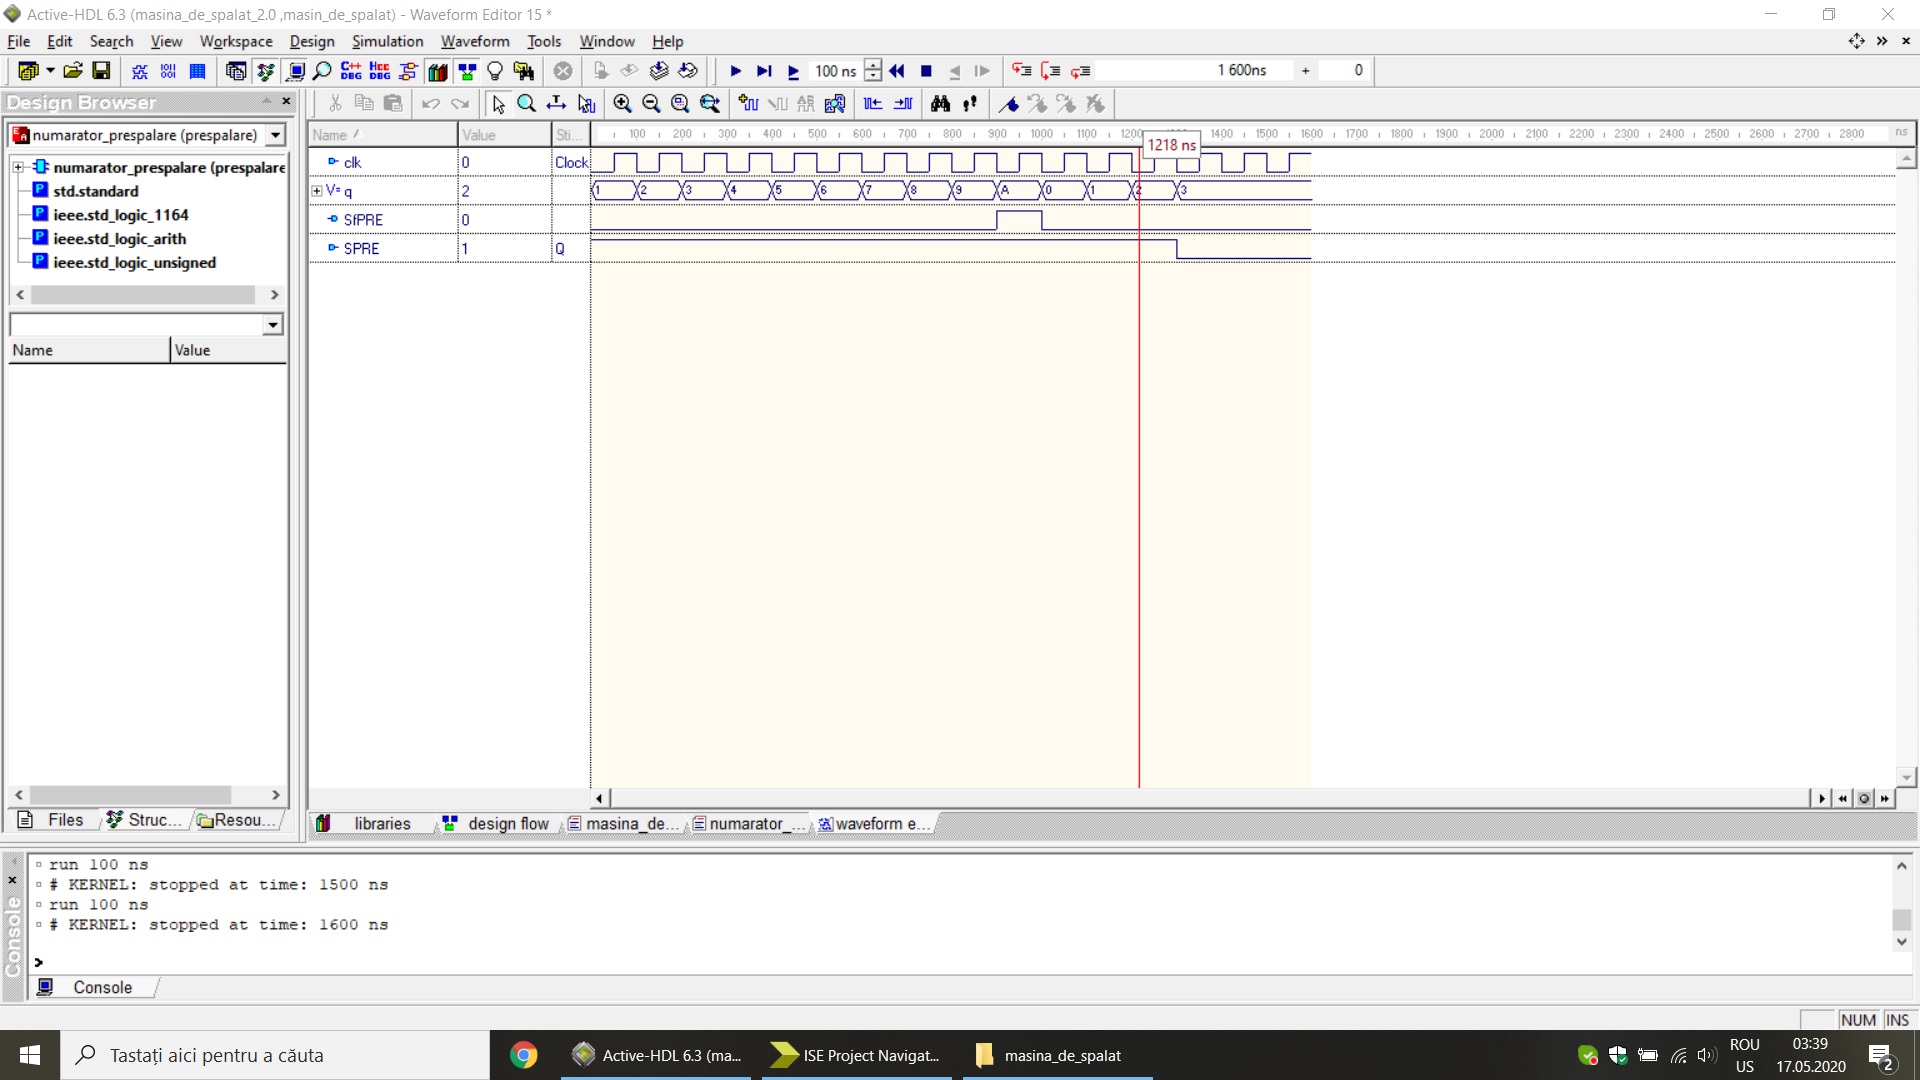 Active-HDL 6.3 (masina_de_spalat_2.0 ,masin_de_spalat) - Waveform Editor 15 *
File Edit Search View Workspace Design Simulation Waveform Tools Window Help
C++ DBG HCC DBG 100 ns 1 600ns + 0
Design Browser
numarator_prespalare (prespalare)
numarator_prespalare (prespalare
std.standard
ieee.std_logic_1164
ieee.std_logic_arith
ieee.std_logic_unsigned
Name Value
Files Struc... Resou...
Name Value Sti... 100 200 300 400 500 600 700 800 900 1000 1100 1200 1400 1500 1600 1700 1800 1900 2000 2100 2200 2300 2400 2500 2600 2700 2800 ns
1218 ns
clk 0 Clock
V= q 2 1 2 3 4 5 6 7 8 9 A 0 1 2 3
SfPRE 0
SPRE 1 Q
libraries design flow masina_de... numarator_... waveform e...
run 100 ns
# KERNEL: stopped at time: 1500 ns
run 100 ns
# KERNEL: stopped at time: 1600 ns
>
Console
Console
NUM INS
Tastați aici pentru a căuta
Active-HDL 6.3 (ma...
ISE Project Navigat...
masina_de_spalat
ROU
US
03:39
17.05.2020
2